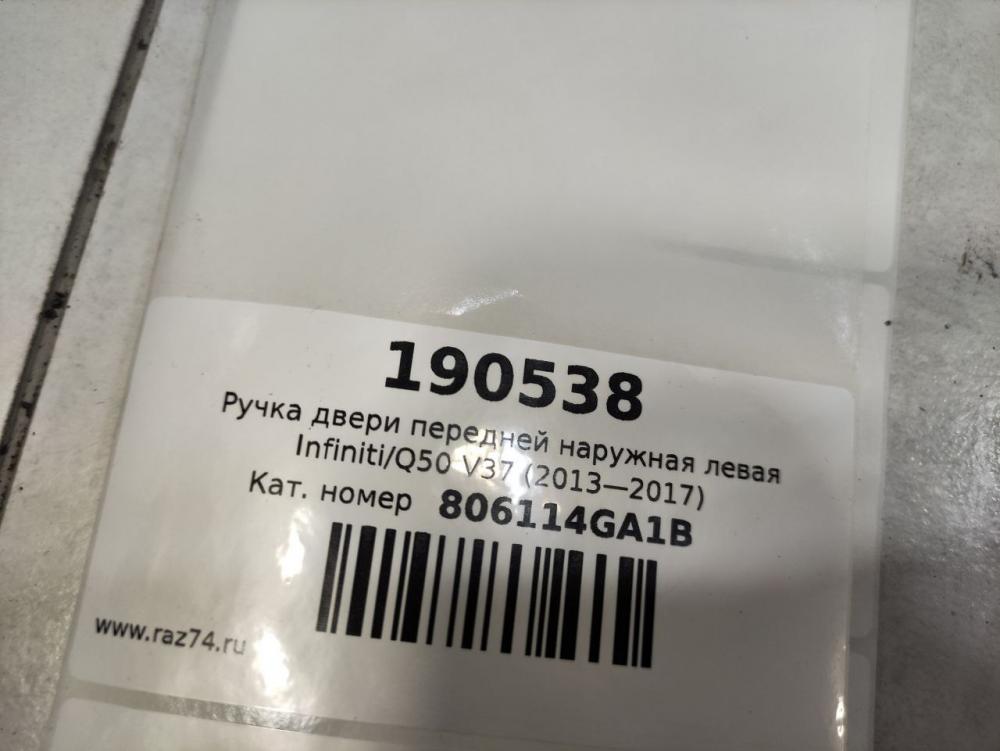 190538
Ручка двери передней наружная левая
Infiniti/Q50 V37 (2013—2017)
Кат. номер 806114GA1B
www.raz74.ru